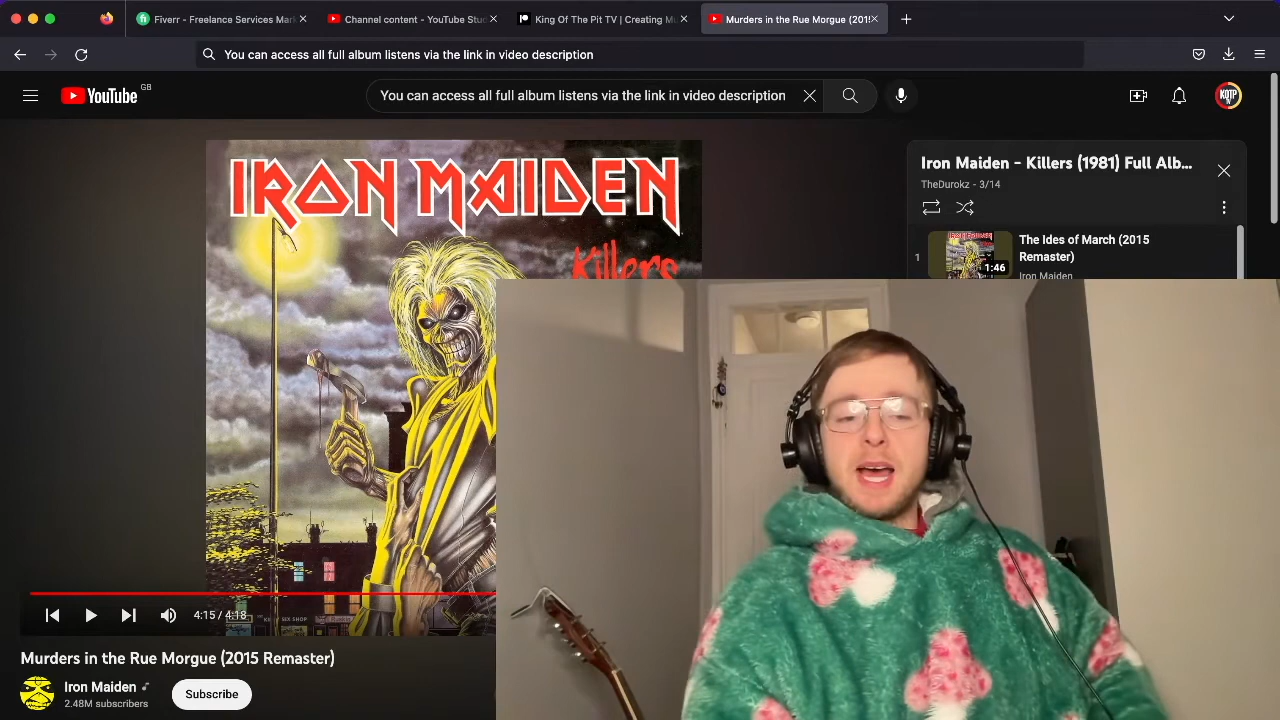 Fiverr - Freelance Services Mar
Channel content - YouTube Stu
King Of The Pit TV | Creating M
Murders in the Rue Morgue (201
You can access all full album listens via the link in video description
YouTube GB
You can access all full album listens via the link in video description
KOTP
IRON MAIDEN
Killers
Iron Maiden - Killers (1981) Full Alb...
TheDurokz - 3/14
1
The Ides of March (2015
Remaster)
Iron Maiden
1:46
4:15 / 4:18
Murders in the Rue Morgue (2015 Remaster)
Iron Maiden
2.48M subscribers
Subscribe